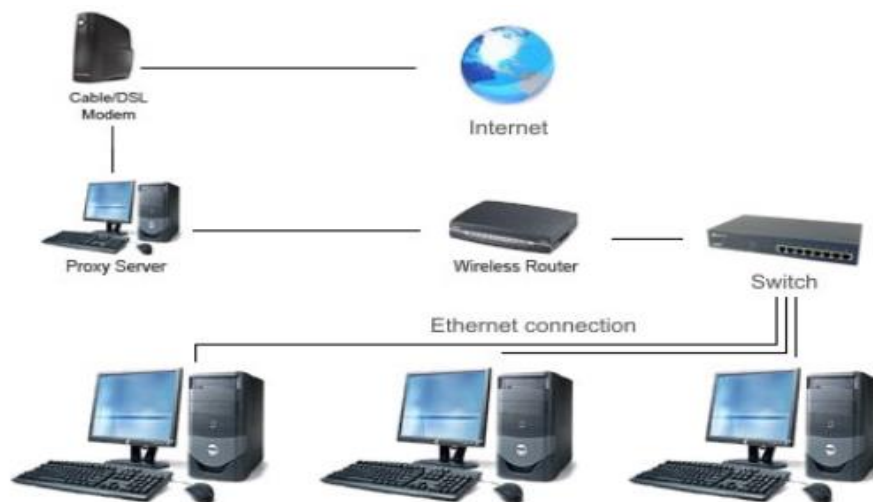 Cable/DSL
Modem
Internet
Proxy Server
Wireless Router
Switch
Ethernet connection